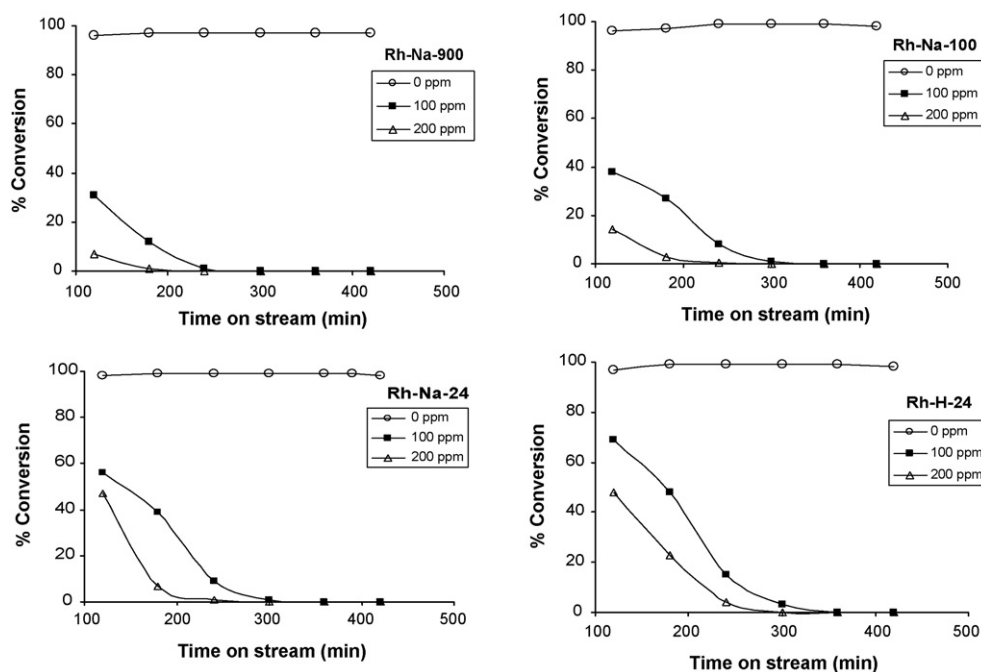 100
80
60
40
20
0
% Conversion
100
200
300
400
500
Time on stream (min)
Rh-Na-900
0 ppm
100 ppm
200 ppm
100
80
60
40
20
0
% Conversion
100
200
300
400
500
Time on stream (min)
Rh-Na-100
0 ppm
100 ppm
200 ppm
100
80
60
40
20
0
% Conversion
100
200
300
400
500
Time on stream (min)
Rh-Na-24
0 ppm
100 ppm
200 ppm
100
80
60
40
20
0
% Conversion
100
200
300
400
500
Time on stream (min)
Rh-H-24
0 ppm
100 ppm
200 ppm